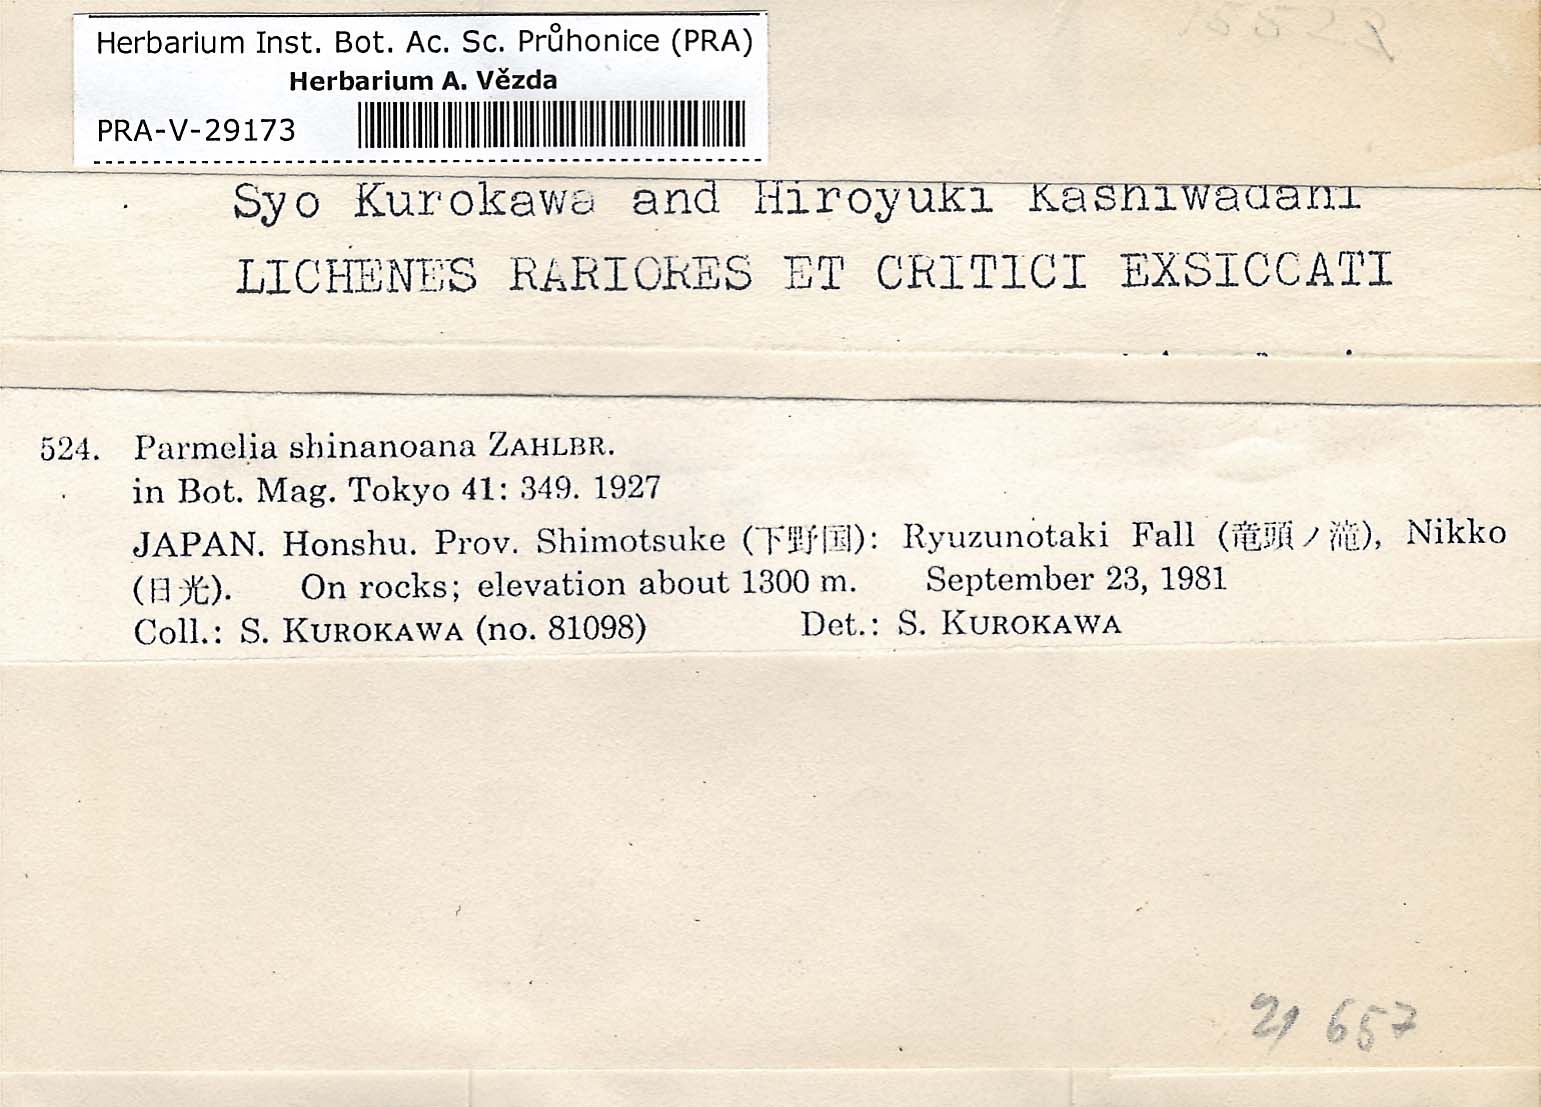 Herbarium Inst. Bot. Ac. Sc. Průhonice (PRA)
Herbarium A. Vězda
PRA-V-29173
Syo Kurokawa and Hiroyuki Kashiwadani
LICHENES RARIORES ET CRITICI EXSICCATI
524. Parmelia shinanoana ZAHLBR.
in Bot. Mag. Tokyo 41: 349. 1927
JAPAN. Honshu. Prov. Shimotsuke (下野国): Ryuzunotaki Fall (竜頭ノ滝), Nikko
(日光). On rocks; elevation about 1300 m. September 23, 1981
Coll.: S. KUROKAWA (no. 81098) Det.: S. KUROKAWA
21 657